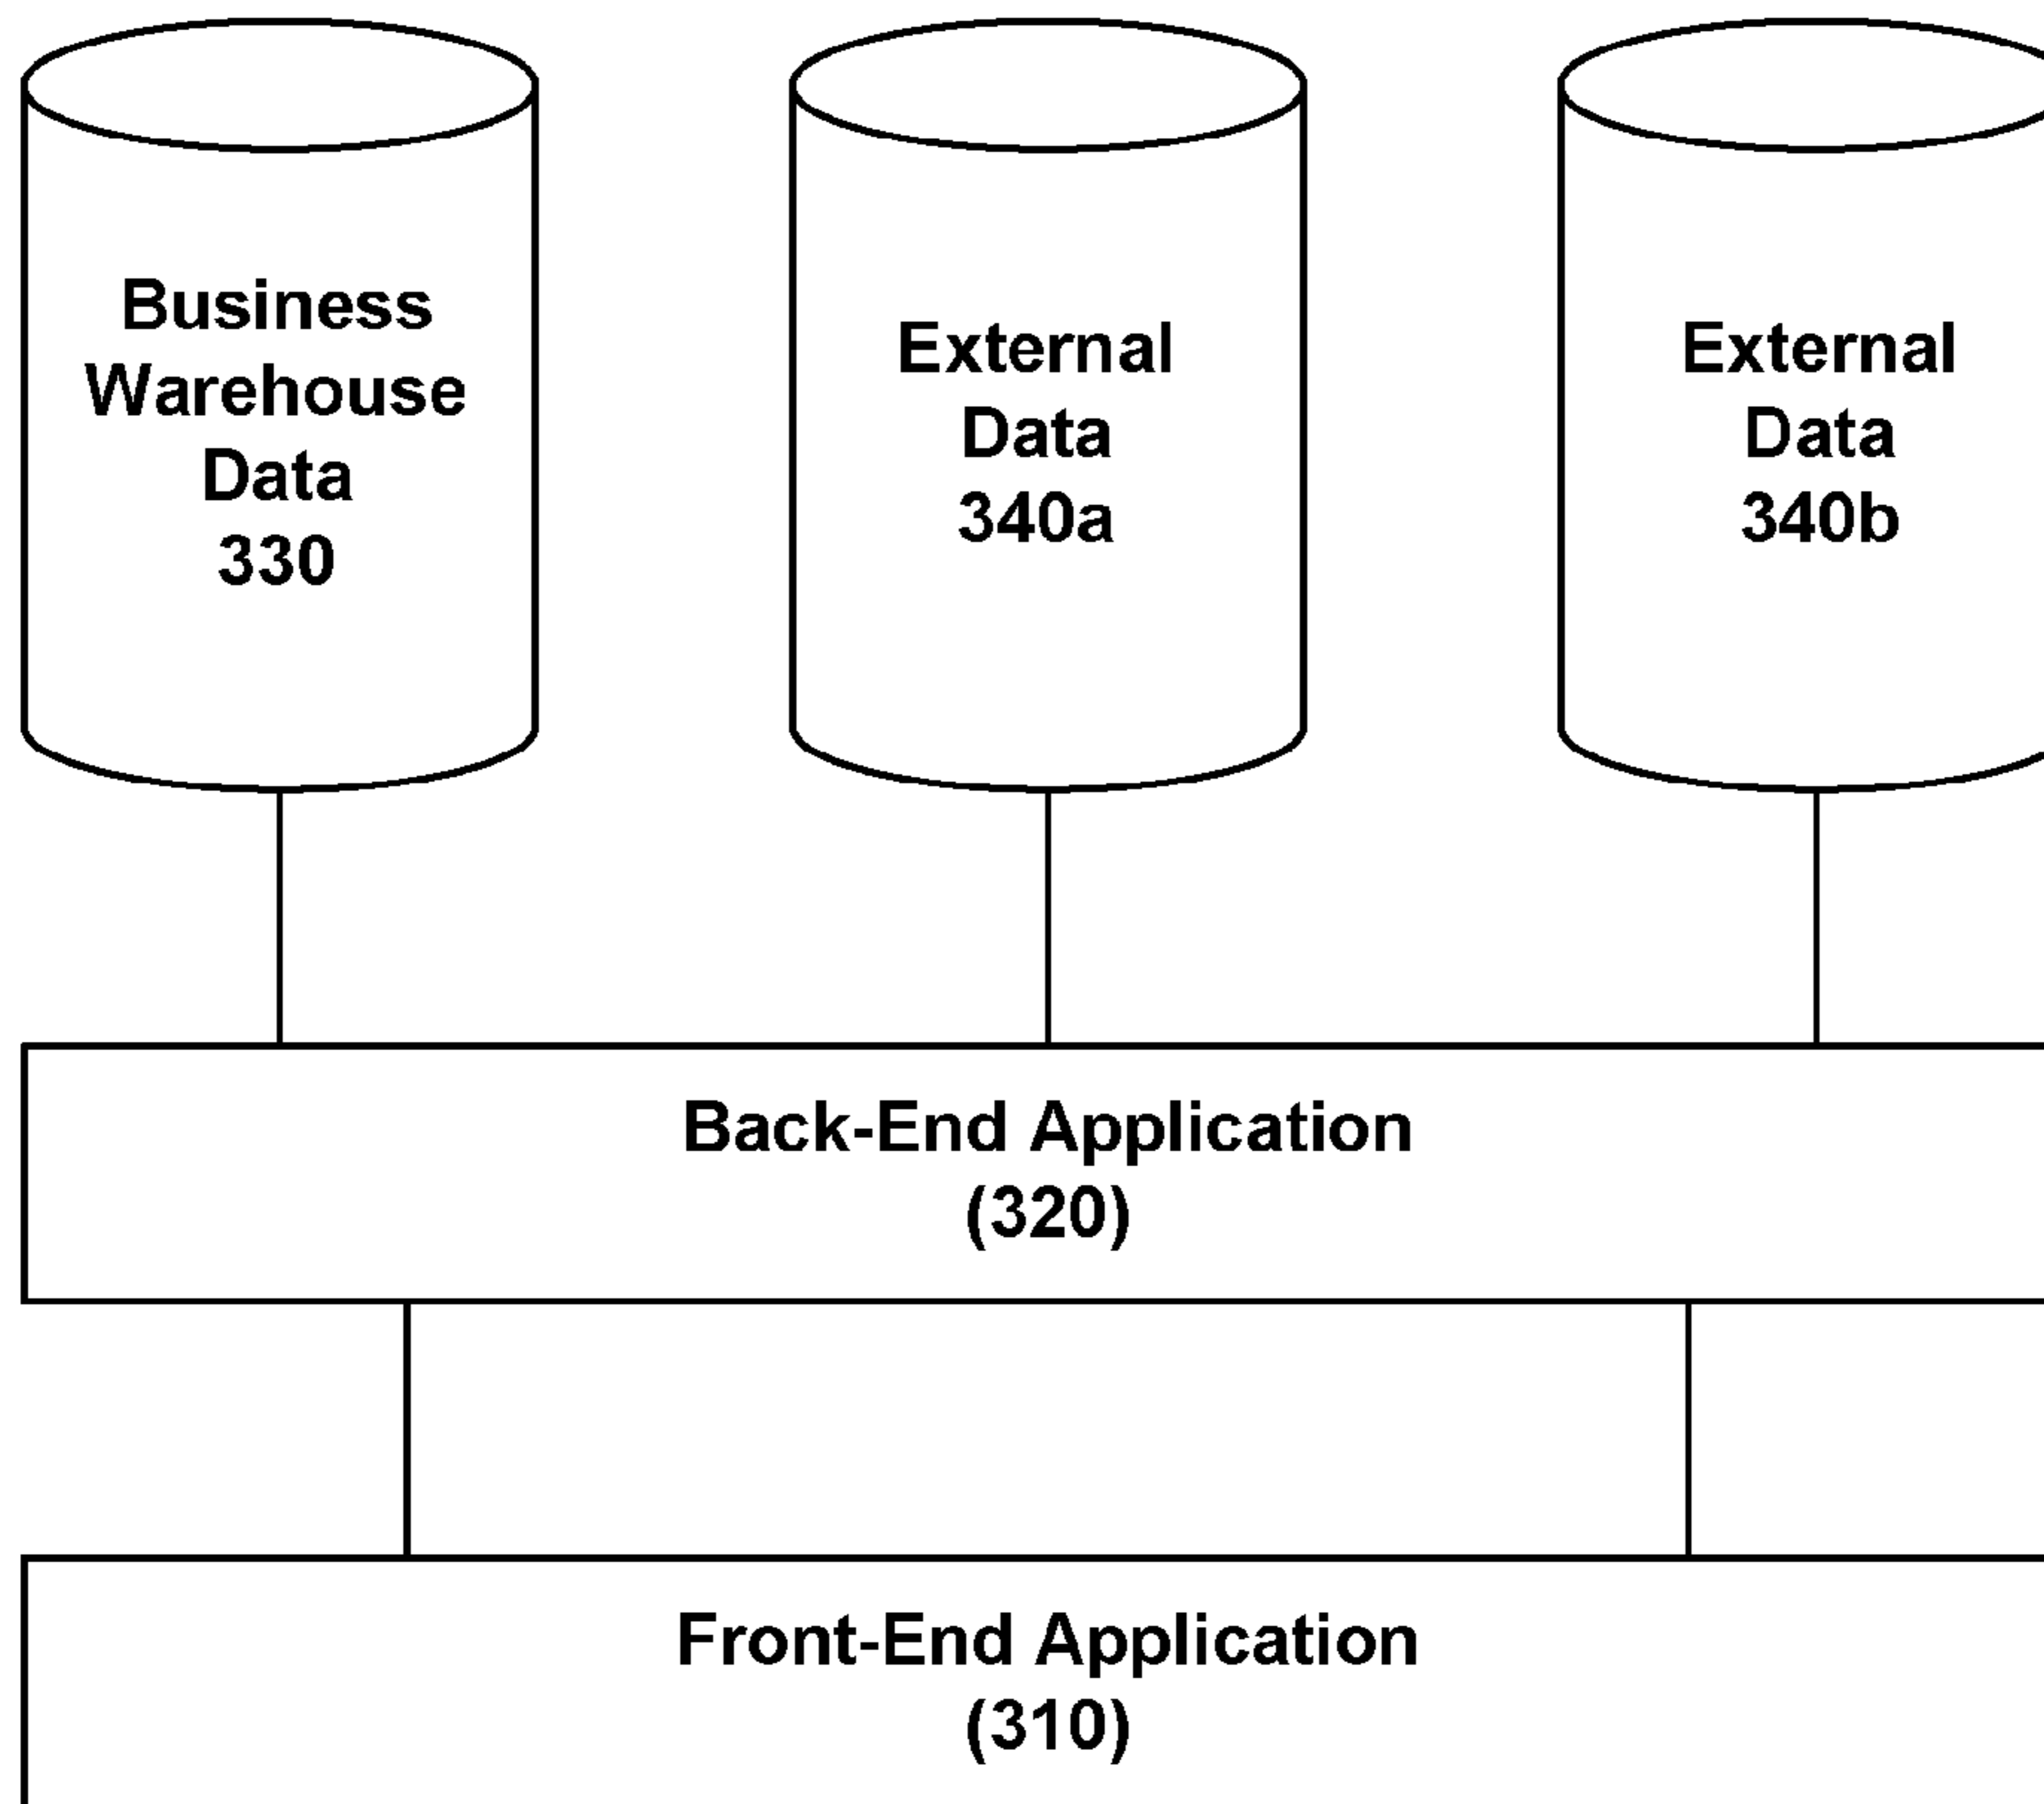 Business
Warehouse
Data
330
External
Data
340a
External
Data
340b
Back-End Application
(320)
Front-End Application
(310)